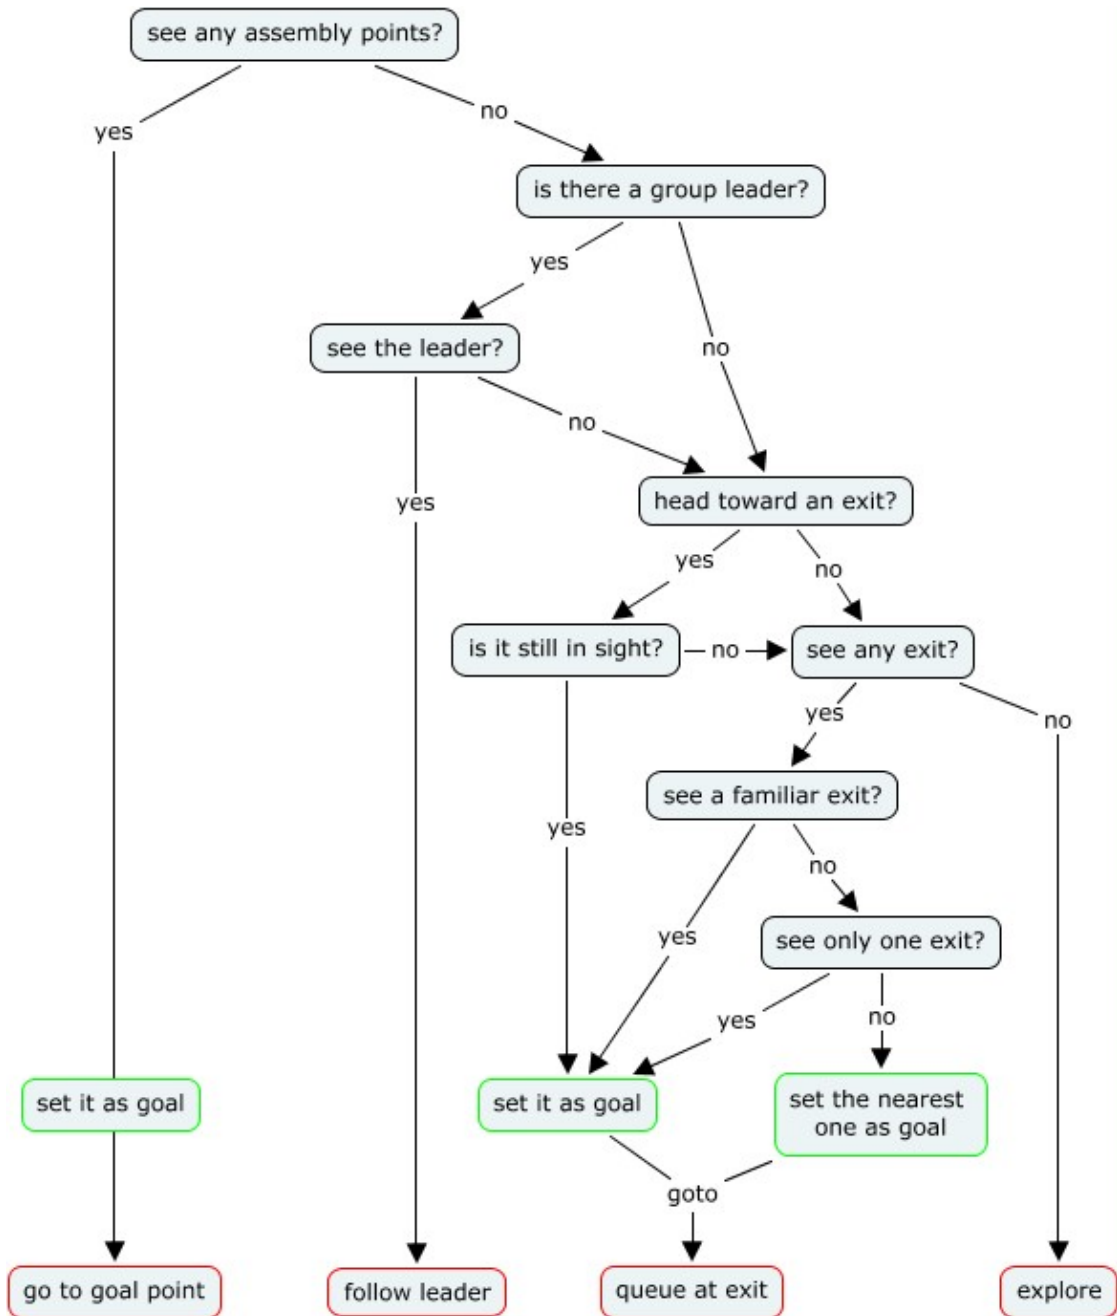 see any assembly points?
yes
no
is there a group leader?
yes
no
see the leader?
no
yes
head toward an exit?
yes
no
is it still in sight?
no
see any exit?
yes
no
see a familiar exit?
yes
no
see only one exit?
yes
yes
no
set it as goal
set it as goal
set the nearest
one as goal
goto
go to goal point
follow leader
queue at exit
explore